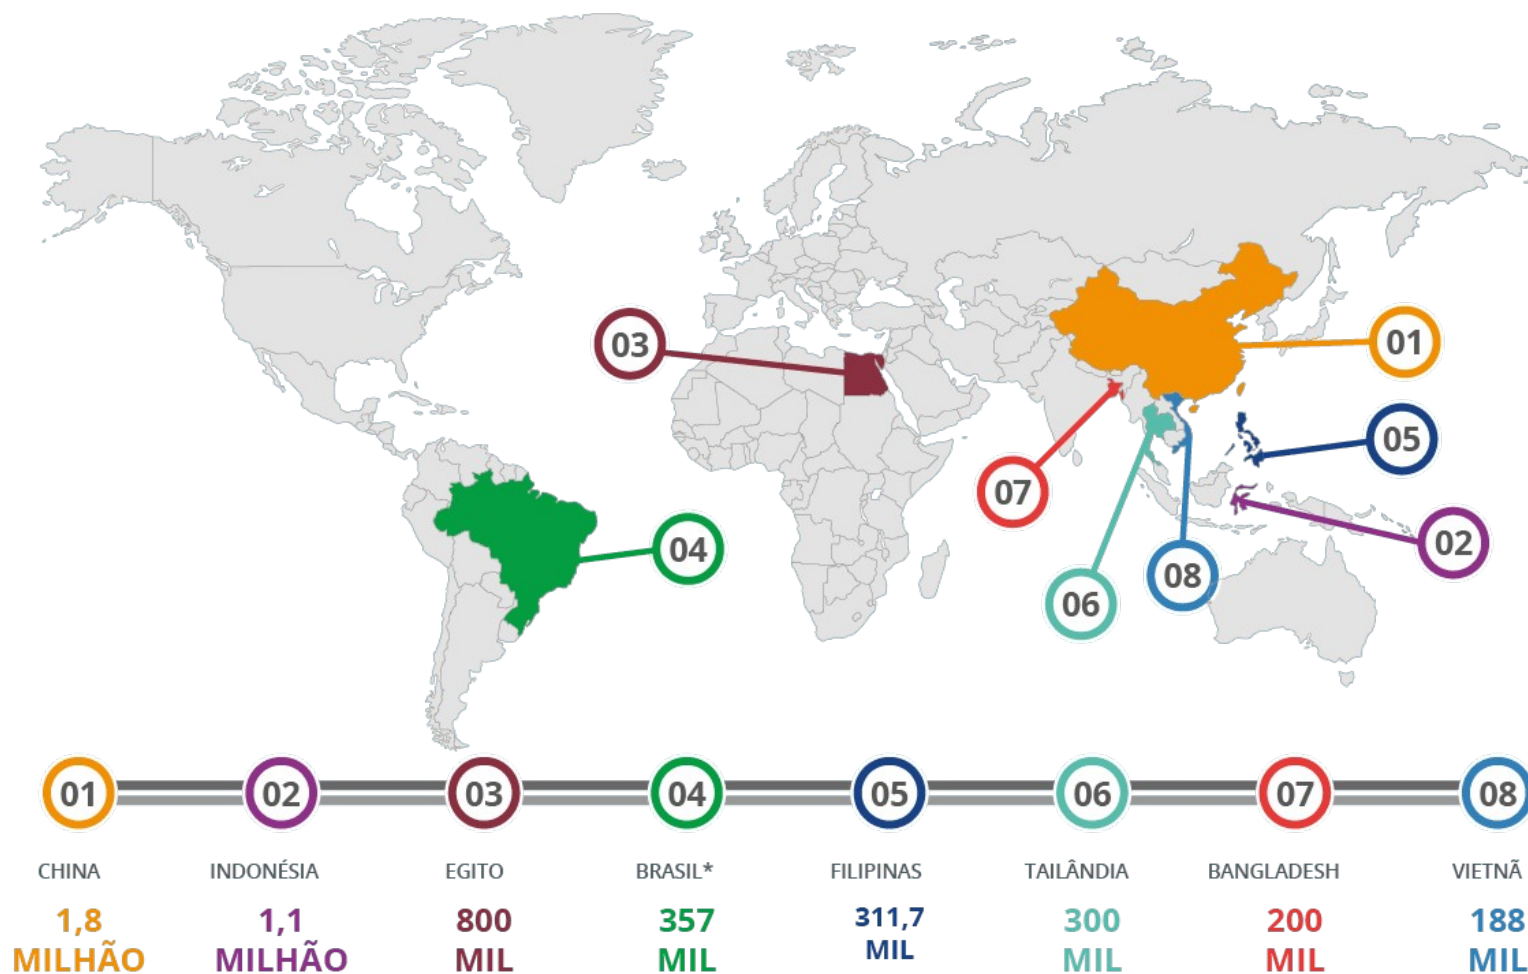 03
01
05
07
04
02
08
06
01 02 03 04 05 06 07 08
CHINA INDONÉSIA EGITO BRASIL* FILIPINAS TAILÂNDIA BANGLADESH VIETNÃ
1,8 1,1 800 357 311,7 300 200 188
MILHÃO MILHÃO MIL MIL MIL MIL MIL MIL